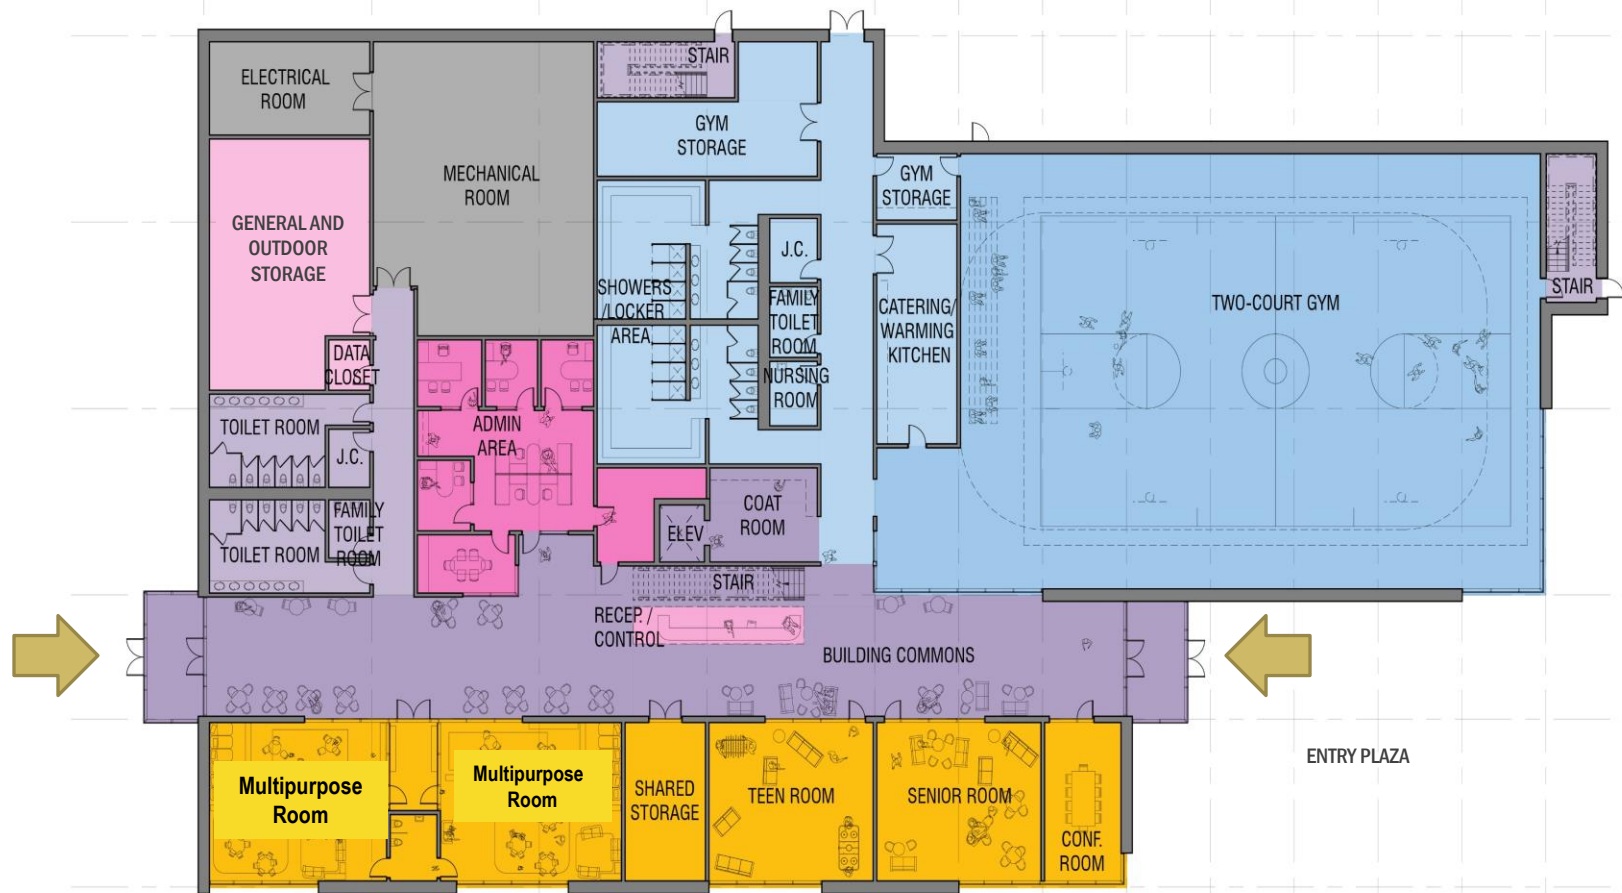 STAIR
ELECTRICAL
ROOM
GYM
STORAGE
MECHANICAL
ROOM
GYM
STORAGE
GENERAL AND
OUTDOOR
STORAGE
J.C.
STAIR
SHOWERS
/LOCKER
AREA
FAMILY
TOILET
ROOM
CATERING/
WARMING
KITCHEN
TWO-COURT GYM
DATA
CLOSET
NURSING
ROOM
TOILET ROOM
J.C.
ADMIN
AREA
COAT
ROOM
FAMILY
TOILET
ROOM
ELEV
TOILET ROOM
STAIR
RECEP. /
CONTROL
BUILDING COMMONS
ENTRY PLAZA
Multipurpose
Room
Multipurpose
Room
SHARED
STORAGE
TEEN ROOM
SENIOR ROOM
CONF.
ROOM